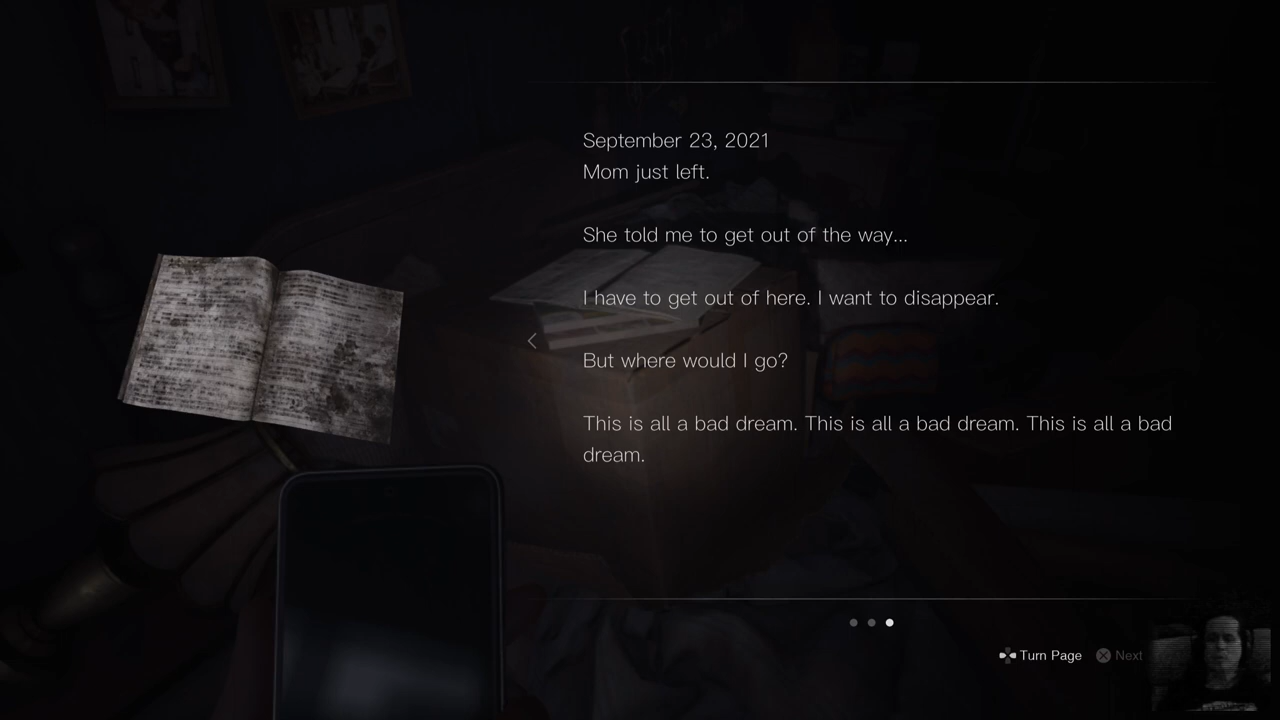 September 23, 2021
Mom just left.
She told me to get out of the way...
I have to get out of here. I want to disappear.
But where would I go?
This is all a bad dream. This is all a bad dream. This is all a bad
dream.
Turn Page
Next